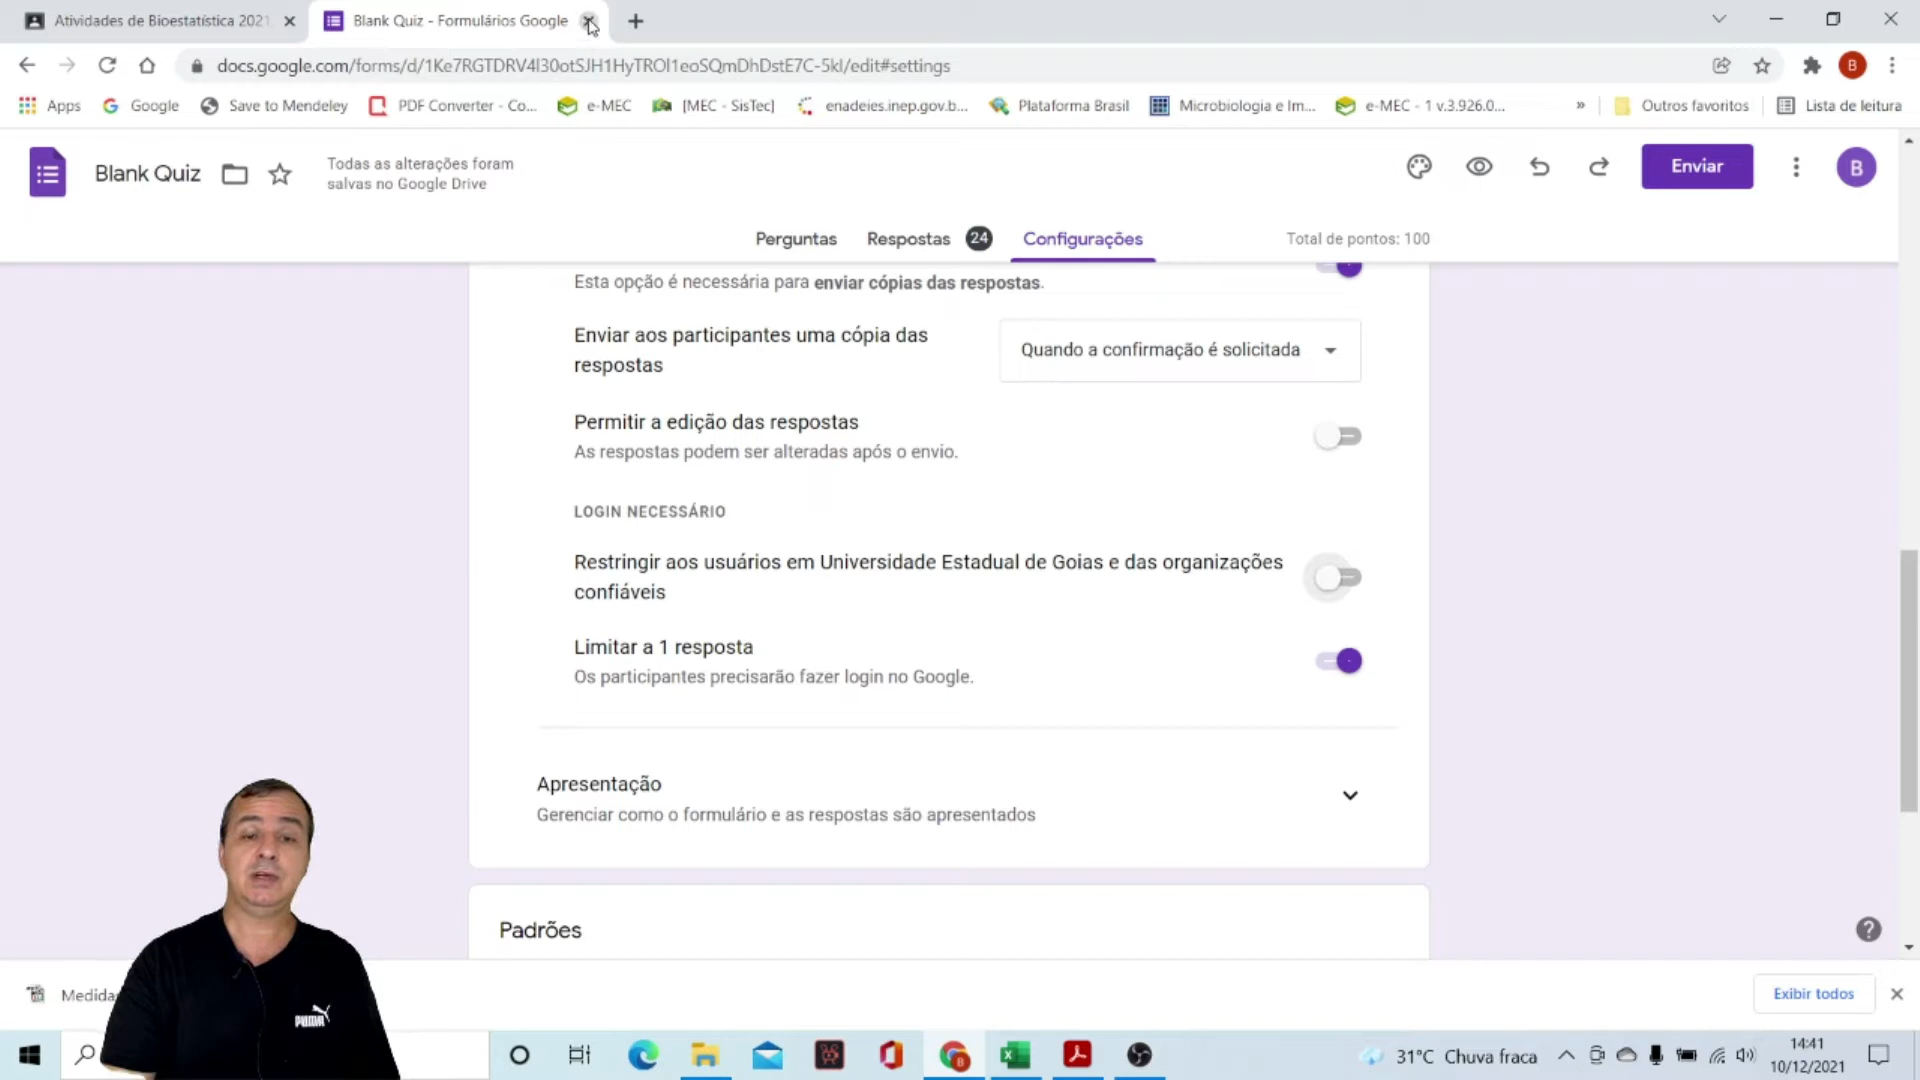 Atividades de Bioestatística 2021
Blank Quiz - Formulários Google
docs.google.com/forms/d/1Ke7RGTDRV4l30otSJH1HyTROl1eoSQmDhDstE7C-5kI/edit#settings
B
Apps
Google
Save to Mendeley
PDF Converter - Co...
e-MEC
[MEC - SisTec]
enadeies.inep.gov.b...
Plataforma Brasil
Microbiologia e Im...
e-MEC - 1 v.3.926.0...
»
Outros favoritos
Lista de leitura
Blank Quiz
Todas as alterações foram
salvas no Google Drive
Enviar
B
Perguntas
Respostas 24
Configurações
Total de pontos: 100
Esta opção é necessária para enviar cópias das respostas.
Enviar aos participantes uma cópia das
respostas
Quando a confirmação é solicitada
Permitir a edição das respostas
As respostas podem ser alteradas após o envio.
LOGIN NECESSÁRIO
Restringir aos usuários em Universidade Estadual de Goias e das organizações
confiáveis
Limitar a 1 resposta
Os participantes precisarão fazer login no Google.
Apresentação
Gerenciar como o formulário e as respostas são apresentados
Padrões
Medida
Exibir todos
PUMA
31°C Chuva fraca
14:41
10/12/2021